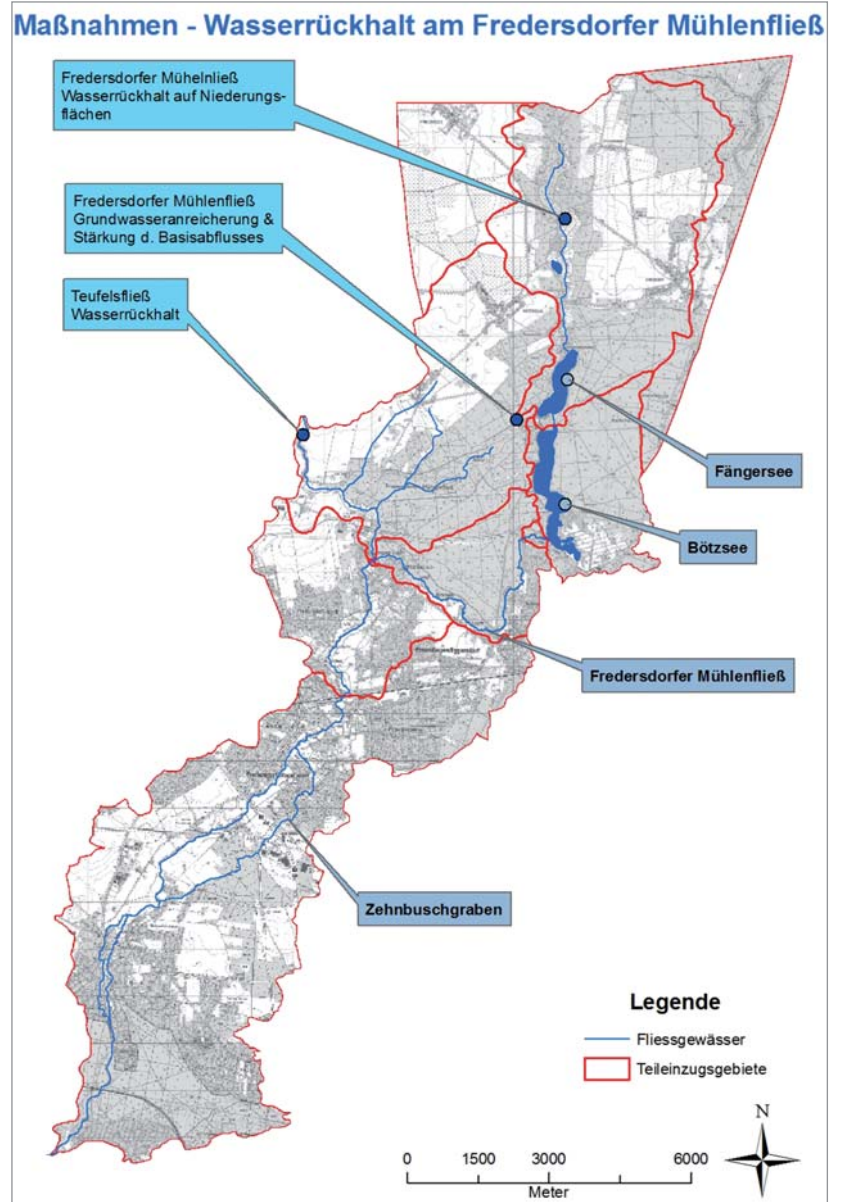 Maßnahmen - Wasserrückhalt am Fredersdorfer Mühlenfließ
Fredersdorfer Mühelnließ
Wasserrückhalt auf Niederungs-
flächen
Fredersdorfer Mühlenfließ
Grundwasseranreicherung &
Stärkung d. Basisabflusses
Teufelsfließ
Wasserrückhalt
Fängersee
Bötzsee
Fredersdorfer Mühlenfließ
Zehnbuschgraben
Legende
Fliessgewässer
Teileinzugsgebiete
N
0 1500 3000 6000
Meter